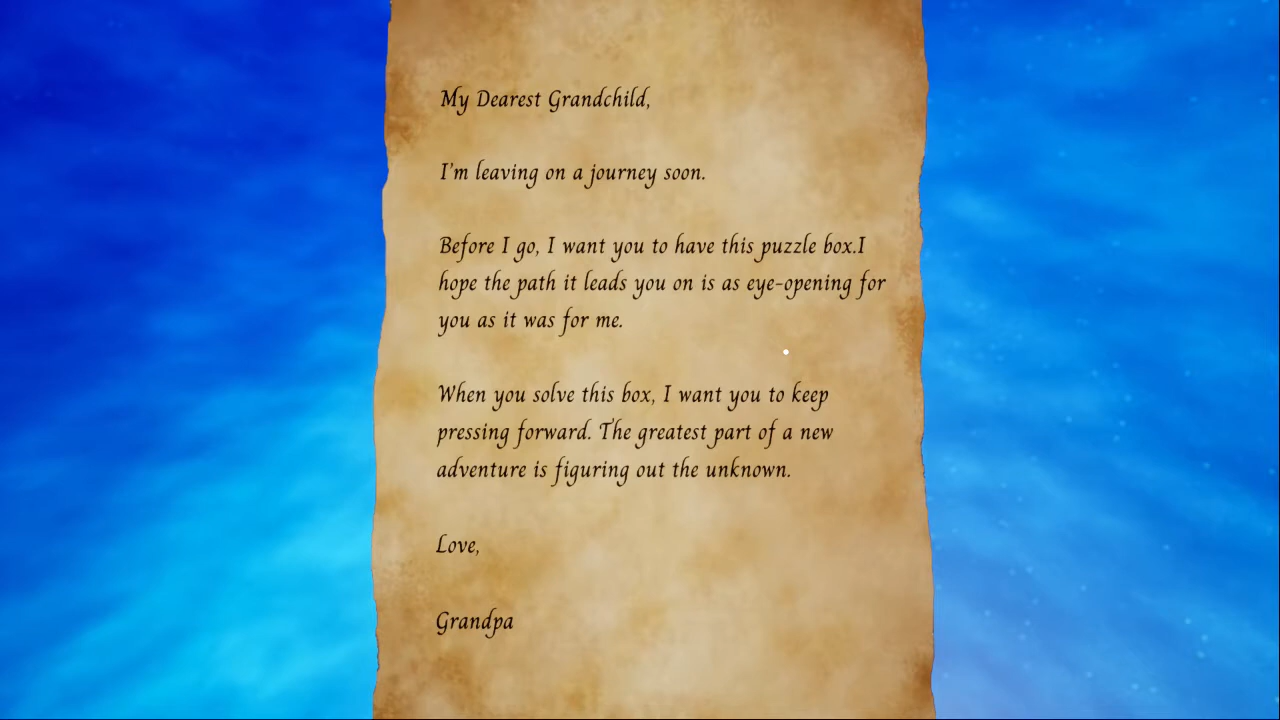 My Dearest Grandchild,
I'm leaving on a journey soon.
Before I go, I want you to have this puzzle box.I
hope the path it leads you on is as eye-opening for
you as it was for me.
When you solve this box, I want you to keep
pressing forward. The greatest part of a new
adventure is figuring out the unknown.
Love,
Grandpa